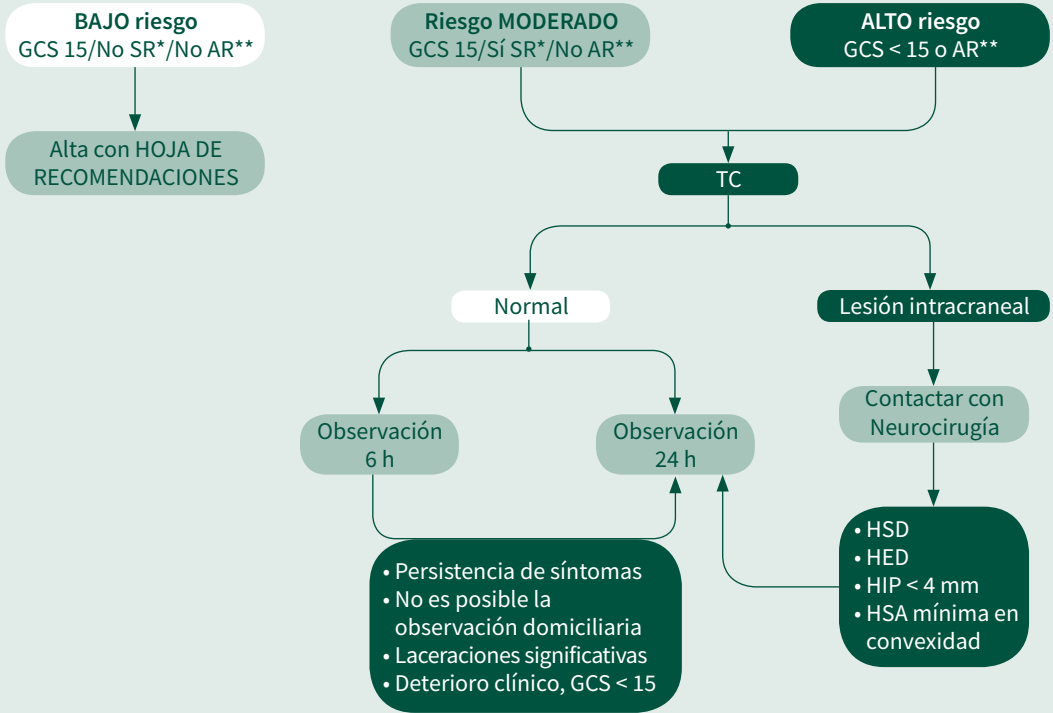 BAJO riesgo
GCS 15/No SR*/No AR**
Riesgo MODERADO
GCS 15/Sí SR*/No AR**
ALTO riesgo
GCS < 15 o AR**
Alta con HOJA DE
RECOMENDACIONES
TC
Normal
Lesión intracraneal
Observación
6 h
Observación
24 h
Contactar con
Neurocirugía
• Persistencia de síntomas
• No es posible la
observación domiciliaria
• Laceraciones significativas
• Deterioro clínico, GCS < 15
• HSD
• HED
• HIP < 4 mm
• HSA mínima en
convexidad